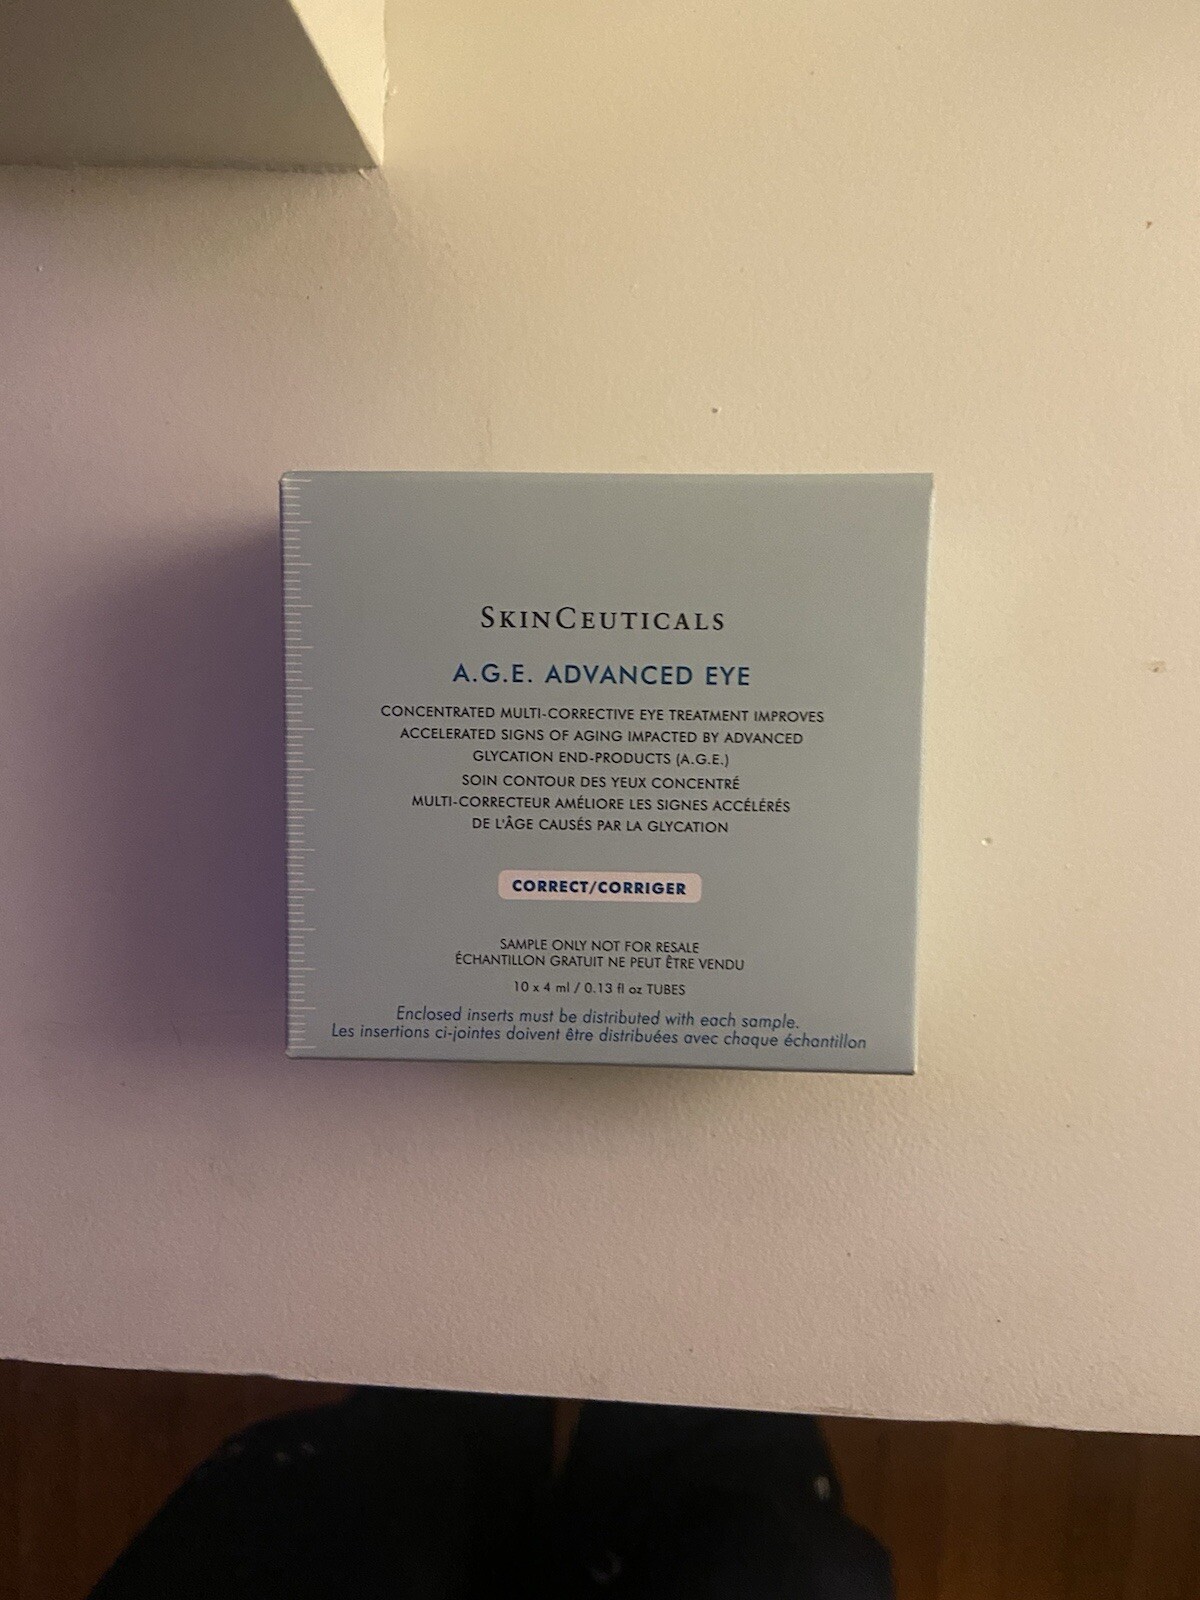 SKINCEUTICALS
A.G.E. ADVANCED EYE
CONCENTRATED MULTI-CORRECTIVE EYE TREATMENT IMPROVES
ACCELERATED SIGNS OF AGING IMPACTED BY ADVANCED
GLYCATION END-PRODUCTS (A.G.E.)
SOIN CONTOUR DES YEUX CONCENTRÉ
MULTI-CORRECTEUR AMÉLIORE LES SIGNES ACCÉLÉRÉS
DE L'ÂGE CAUSÉS PAR LA GLYCATION
CORRECT/CORRIGER
SAMPLE ONLY NOT FOR RESALE
ÉCHANTILLON GRATUIT NE PEUT ÊTRE VENDU
10 x 4 ml / 0.13 fl oz TUBES
Enclosed inserts must be distributed with each sample.
Les insertions ci-jointes doivent être distribuées avec chaque échantillon